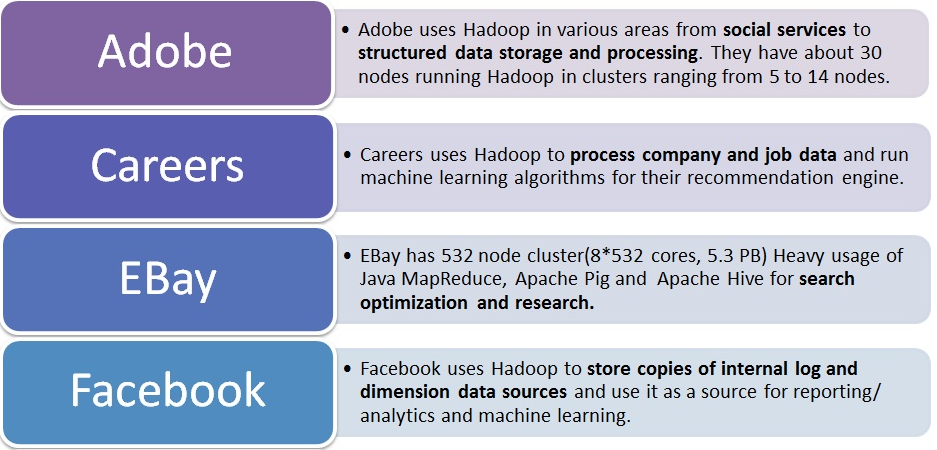 Adobe
• Adobe uses Hadoop in various areas from social services to
structured data storage and processing. They have about 30
nodes running Hadoop in clusters ranging from 5 to 14 nodes.
Careers
• Careers uses Hadoop to process company and job data and run
machine learning algorithms for their recommendation engine.
EBay
• EBay has 532 node cluster(8*532 cores, 5.3 PB) Heavy usage of
Java MapReduce, Apache Pig and Apache Hive for search
optimization and research.
Facebook
• Facebook uses Hadoop to store copies of internal log and
dimension data sources and use it as a source for reporting/
analytics and machine learning.